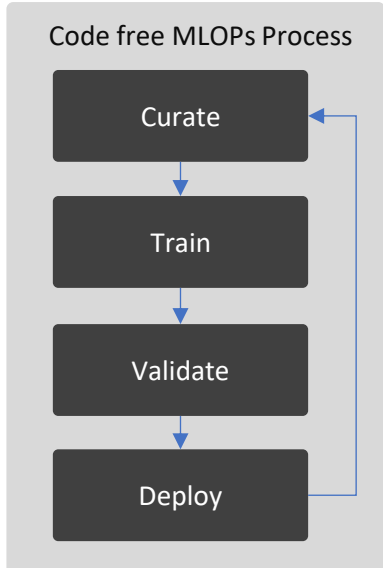 Code free MLOPs Process
Curate
Train
Validate
Deploy